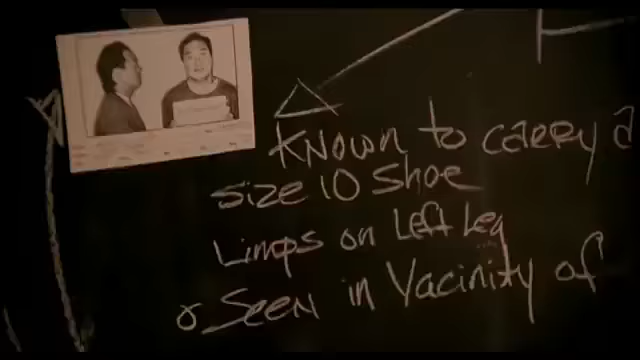 Known to carry a
size 10 shoe
Limps on Left Leg
Seen in Vacinity of